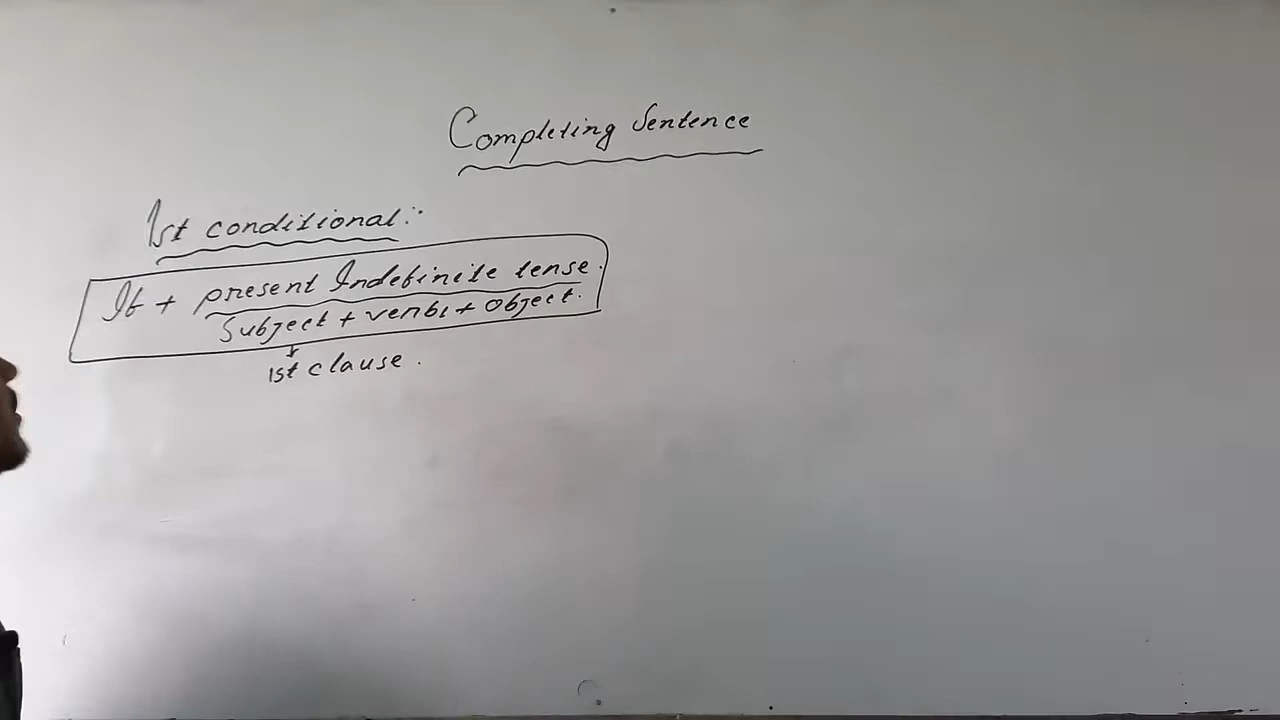 Completing Sentence
1st conditional:
If + present Indefinite tense.
Subject + verb1 + object.
1st clause.